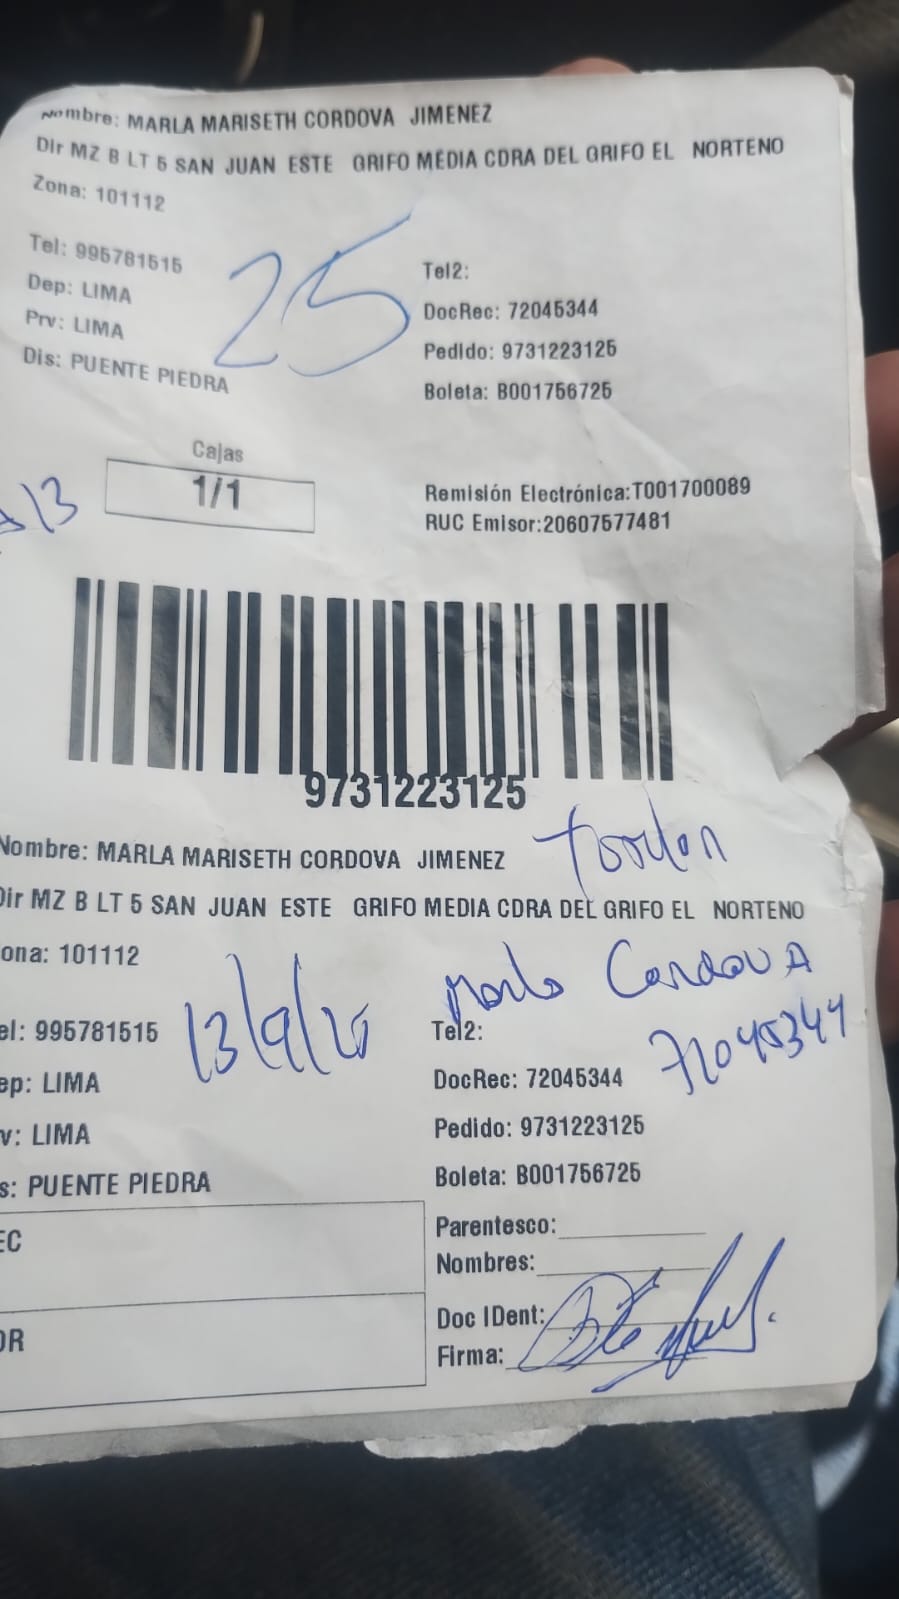 Nombre: MARLA MARISETH CORDOVA JIMENEZ
Dir MZ B LT 5 SAN JUAN ESTE GRIFO MEDIA CDRA DEL GRIFO EL NORTENO
Zona: 101112
25
Tel: 995781515
Tel2:
Dep: LIMA
DocRec: 72045344
Prv: LIMA
Pedido: 9731223125
Dis: PUENTE PIEDRA
Boleta: B001756725
Cajas
1/1
Remisión Electrónica:T001700089
RUC Emisor:20607577481
9731223125
Nombre: MARLA MARISETH CORDOVA JIMENEZ
Dir MZ B LT 5 SAN JUAN ESTE GRIFO MEDIA CDRA DEL GRIFO EL NORTENO
ona: 101112
Marla Cordova
el: 995781515
Tel2:
72045344
ep: LIMA
DocRec: 72045344
v: LIMA
Pedido: 9731223125
s: PUENTE PIEDRA
Boleta: B001756725
EC
Parentesco:
Nombres:
OR
Doc IDent:
Firma: